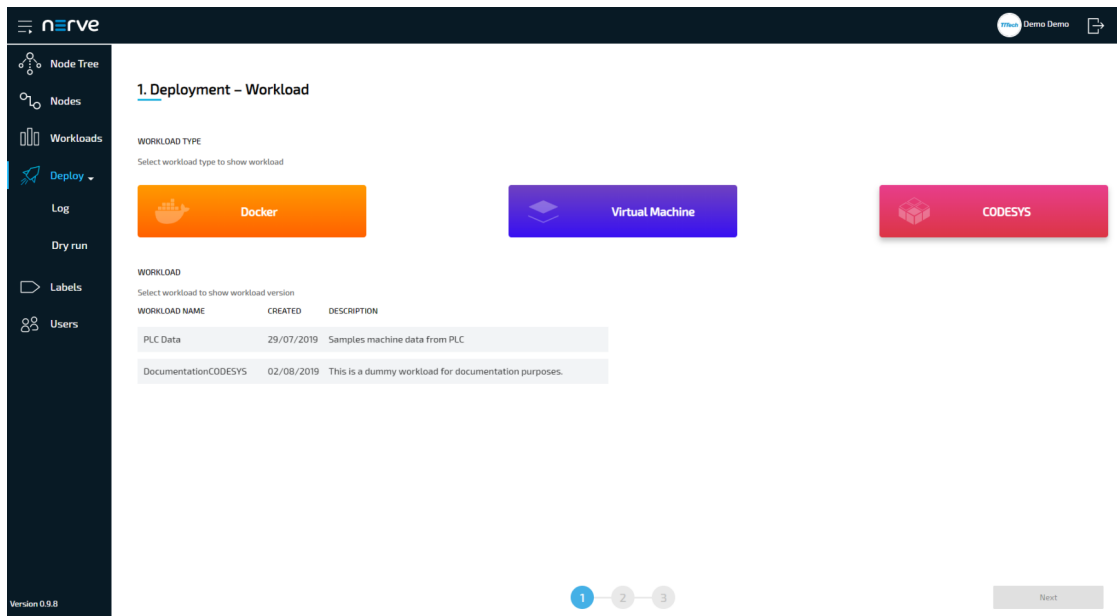 nerve
TTTech Demo Demo
Node Tree
Nodes
Workloads
Deploy
Log
Dry run
Labels
Users
Version 0.9.8
1. Deployment – Workload
WORKLOAD TYPE
Select workload type to show workload
Docker Virtual Machine CODESYS
WORKLOAD
Select workload to show workload version
WORKLOAD NAME CREATED DESCRIPTION
PLC Data 29/07/2019 Samples machine data from PLC
DocumentationCODESYS 02/08/2019 This is a dummy workload for documentation purposes.
1 2 3
Next